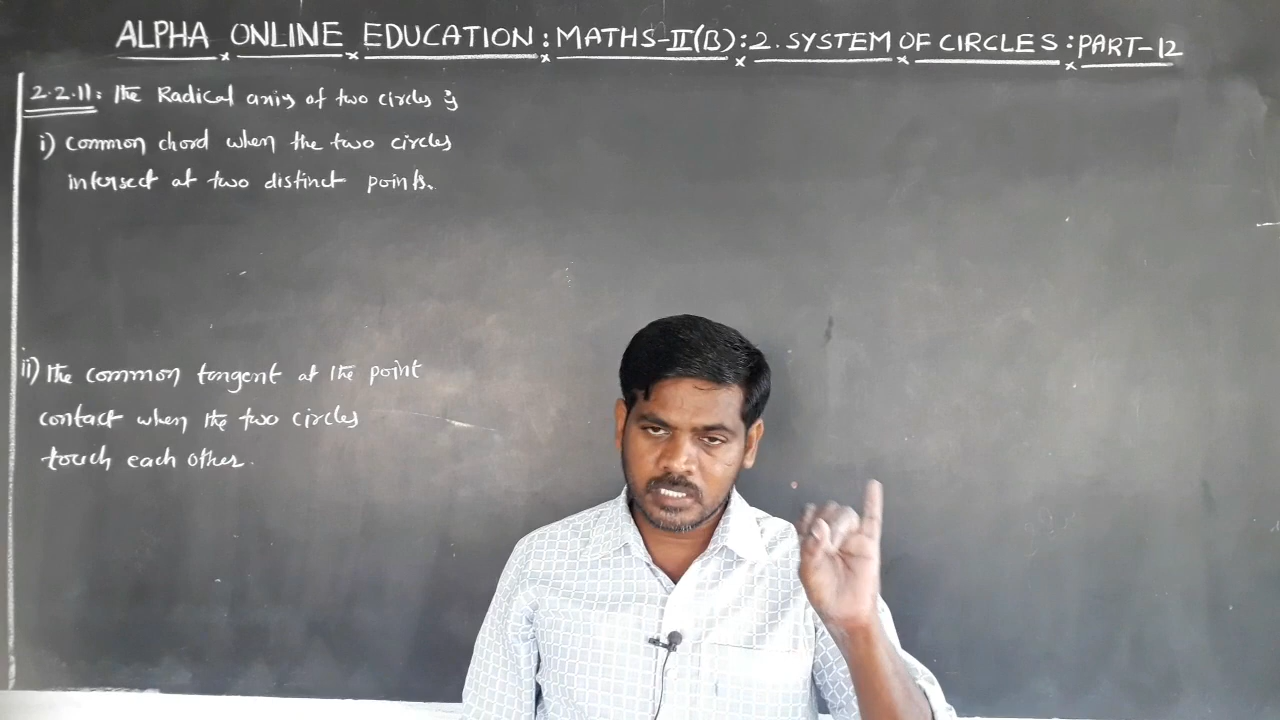 ALPHA ONLINE EDUCATION : MATHS-II(B) : 2. SYSTEM OF CIRCLES : PART-12
2.2.11: The Radical axis of two circles is
i) Common chord when the two circles
intersect at two distinct points.
ii) The common tangent at the point
contact when the two circles
touch each other.